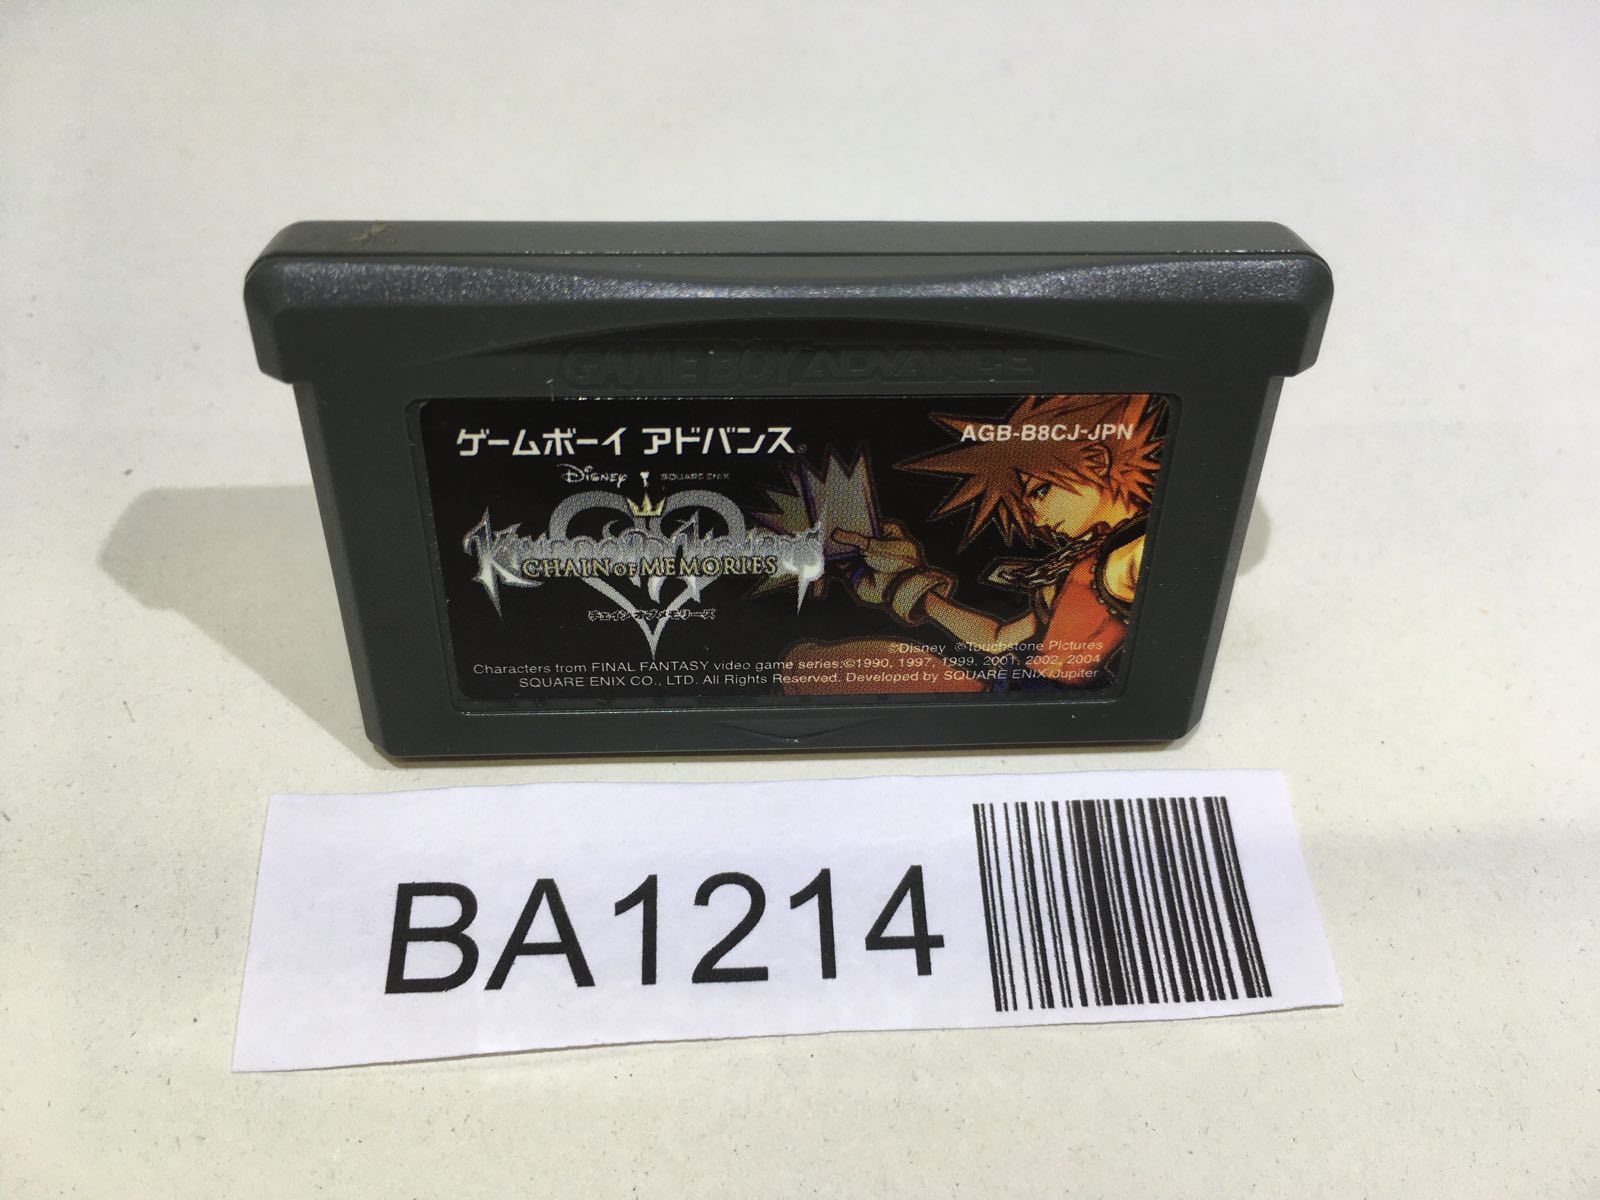 GAME BOY ADVANCE
ゲームボーイ アドバンス
AGB-B8CJ-JPN
Disney SQUARE ENIX
KINGDOM HEARTS
CHAIN OF MEMORIES
チェイン オブ メモリーズ
©Disney ©Touchstone Pictures
Characters from FINAL FANTASY video game series:©1990, 1997, 1999, 2001, 2002, 2004
SQUARE ENIX CO., LTD. All Rights Reserved. Developed by SQUARE ENIX/Jupiter
BA1214